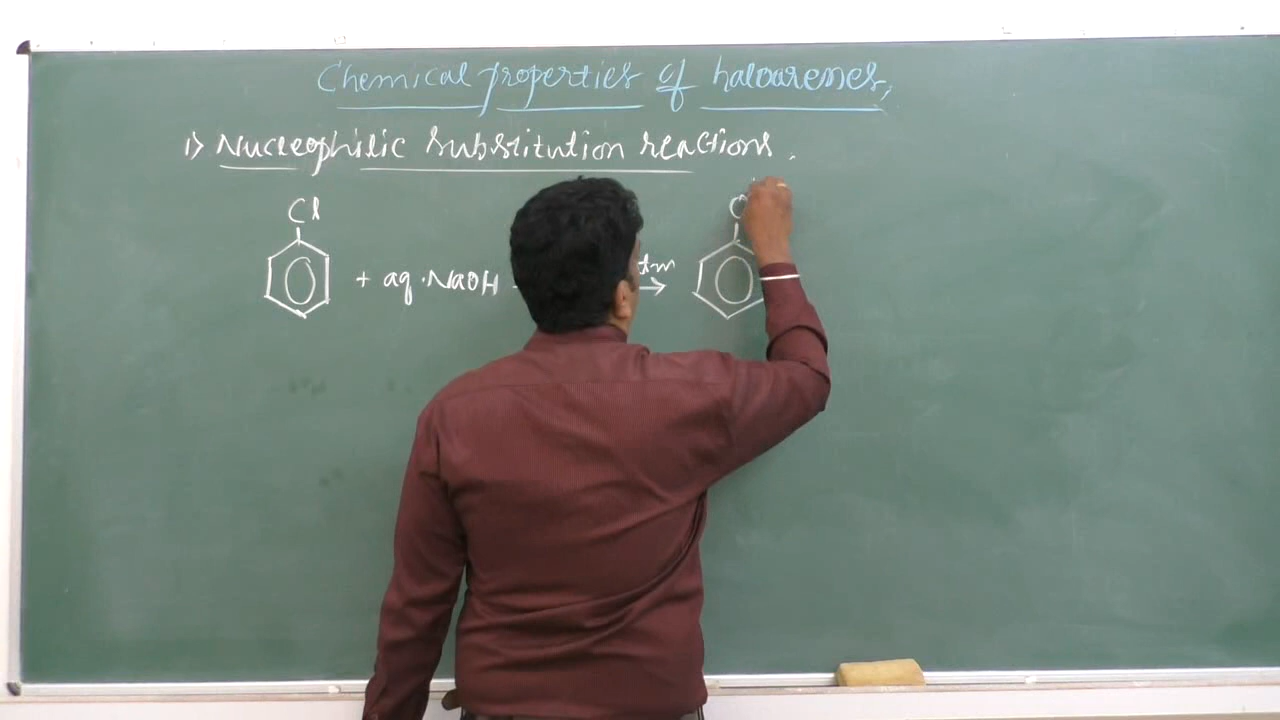 Chemical properties of haloarenes,
1) Nucleophilic substitution reactions.
Cl
+ aq. NaOH